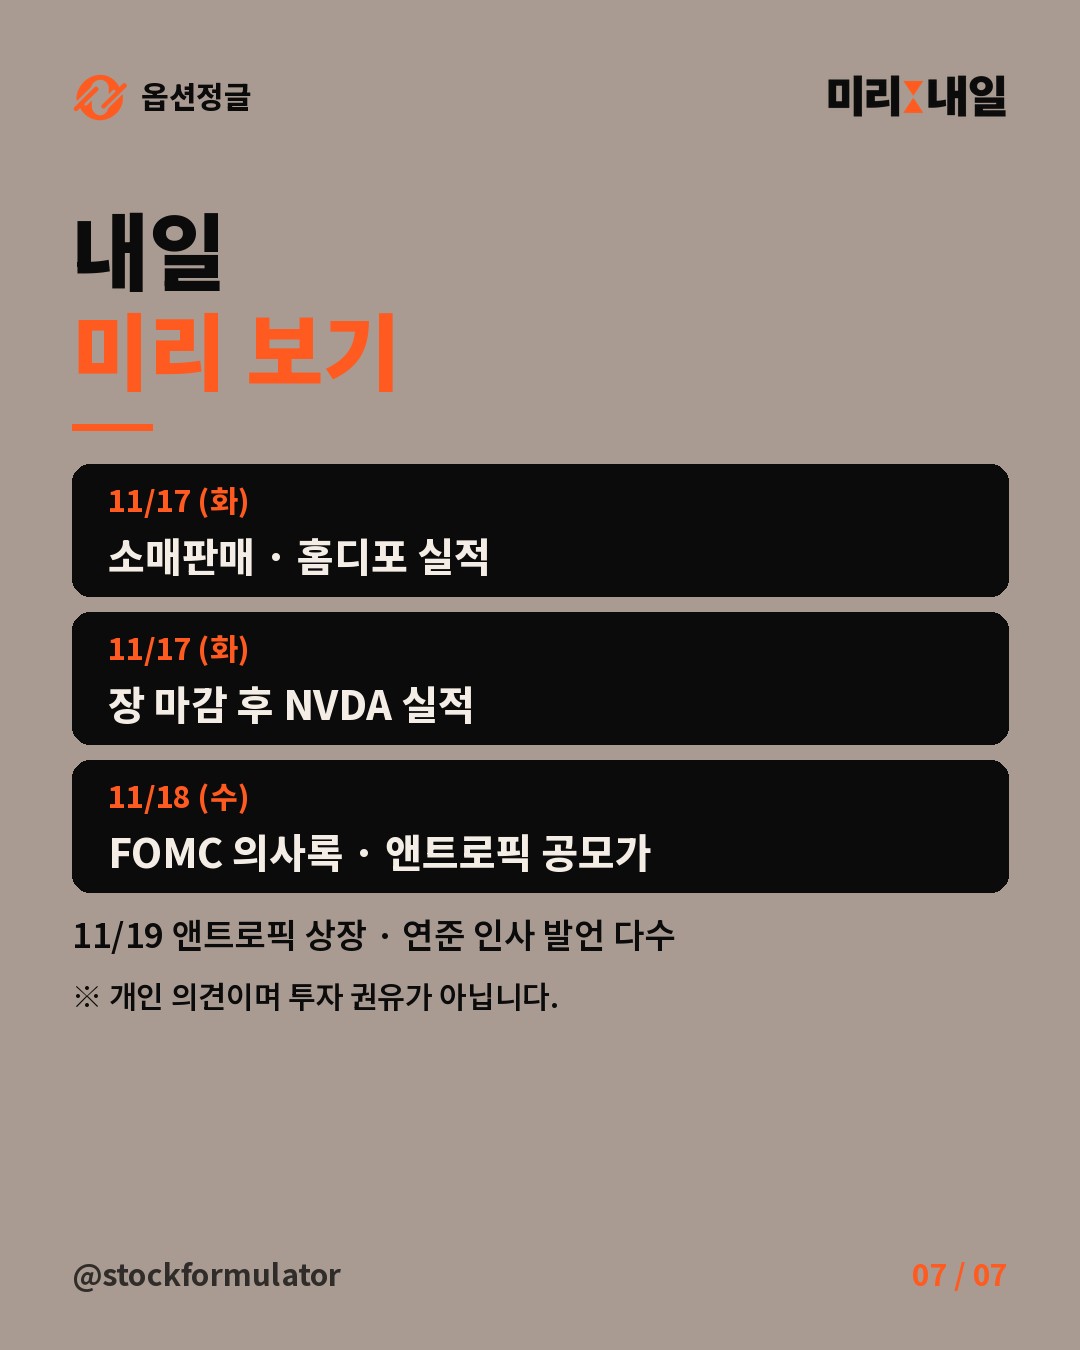 옵션정글
미리 내일
내일
미리 보기
11/17 (화)
소매판매 · 홈디포 실적
11/17 (화)
장 마감 후 NVDA 실적
11/18 (수)
FOMC 의사록 · 앤트로픽 공모가
11/19 앤트로픽 상장 · 연준 인사 발언 다수
※ 개인 의견이며 투자 권유가 아닙니다.
@stockformulator
07 / 07